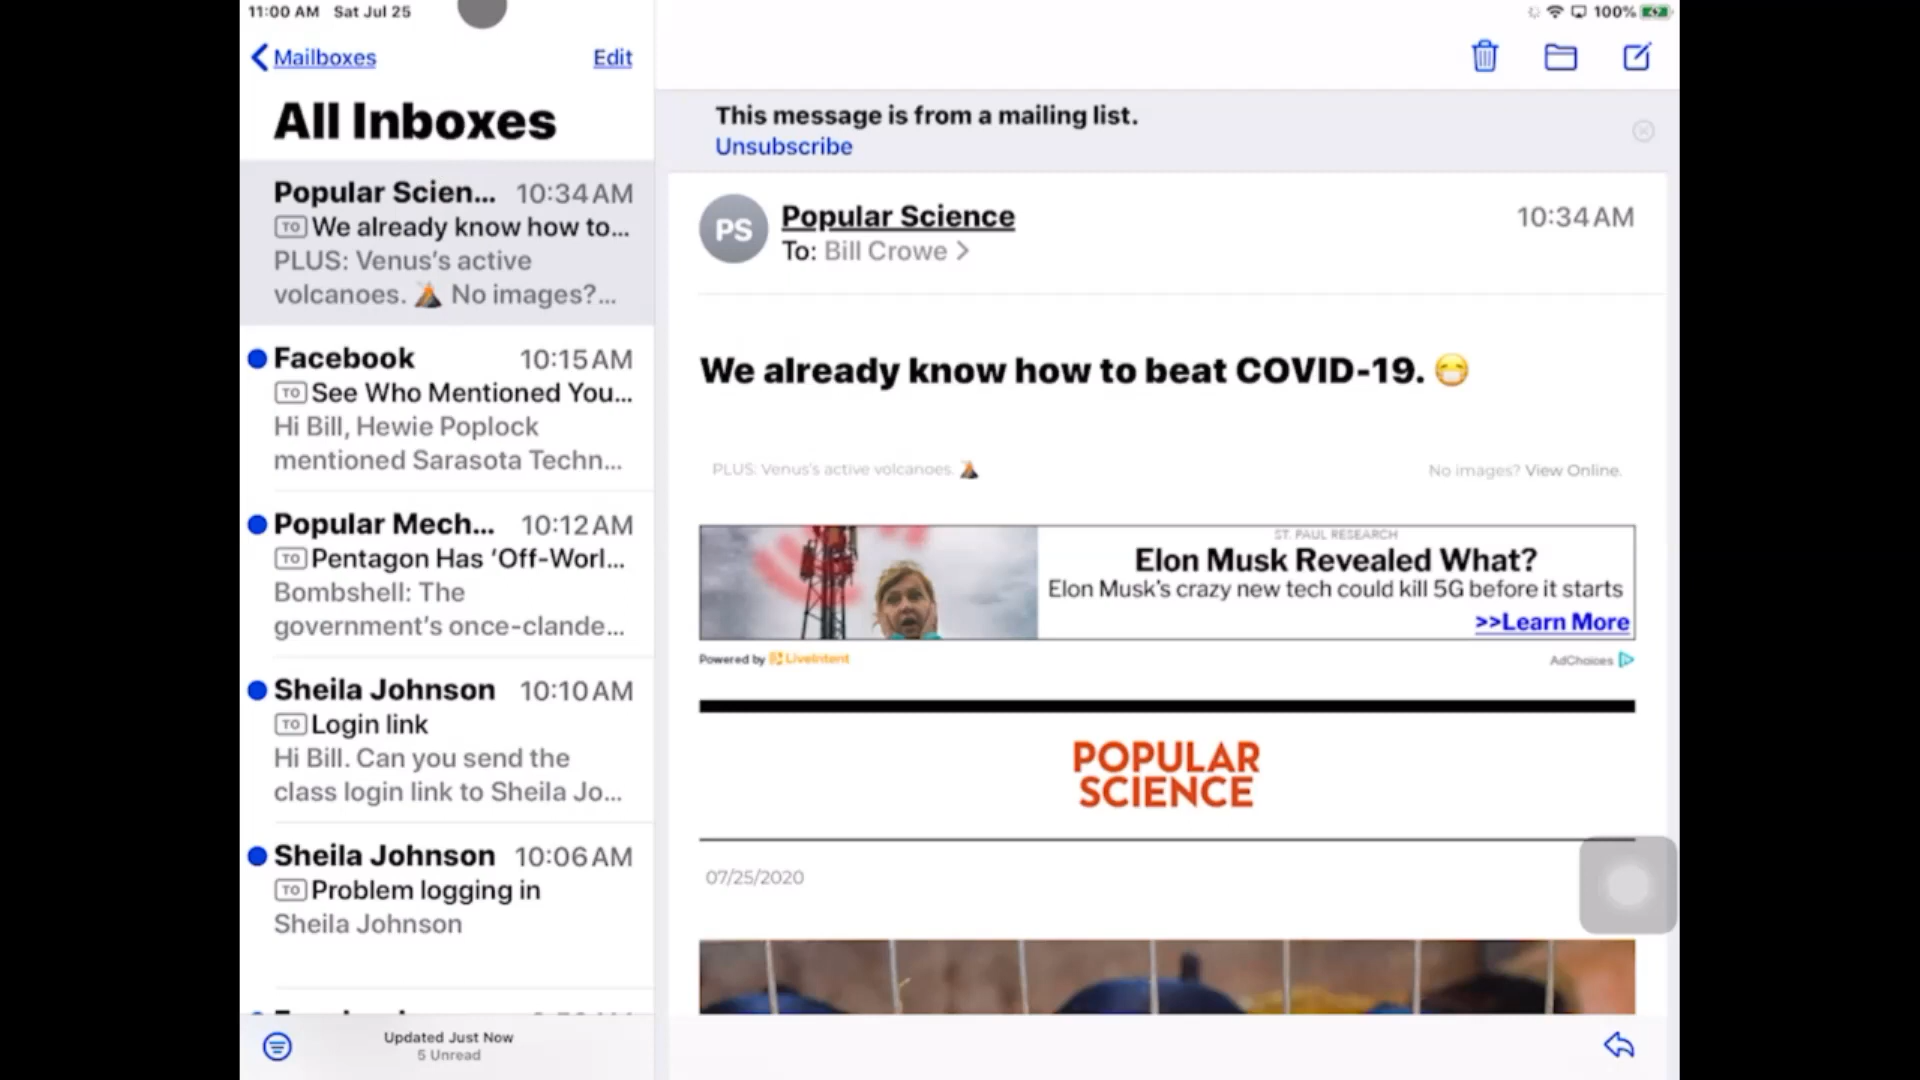 11:00 AM Sat Jul 25
100%
Mailboxes
Edit
All Inboxes
Popular Scien... 10:34 AM
TO We already know how to...
PLUS: Venus's active
volcanoes. 🌋 No images?...
Facebook 10:15 AM
TO See Who Mentioned You...
Hi Bill, Hewie Poplock
mentioned Sarasota Techn...
Popular Mech... 10:12 AM
TO Pentagon Has ‘Off-Worl...
Bombshell: The
government's once-clande...
Sheila Johnson 10:10 AM
TO Login link
Hi Bill. Can you send the
class login link to Sheila Jo...
Sheila Johnson 10:06 AM
TO Problem logging in
Sheila Johnson
Updated Just Now
5 Unread
This message is from a mailing list.
Unsubscribe
PS
Popular Science
10:34 AM
To: Bill Crowe >
We already know how to beat COVID-19. 😷
PLUS: Venus's active volcanoes. 🌋
No images? View Online.
ST. PAUL RESEARCH
Elon Musk Revealed What?
Elon Musk's crazy new tech could kill 5G before it starts
>>Learn More
Powered by LiveIntent
AdChoices
POPULAR
SCIENCE
07/25/2020